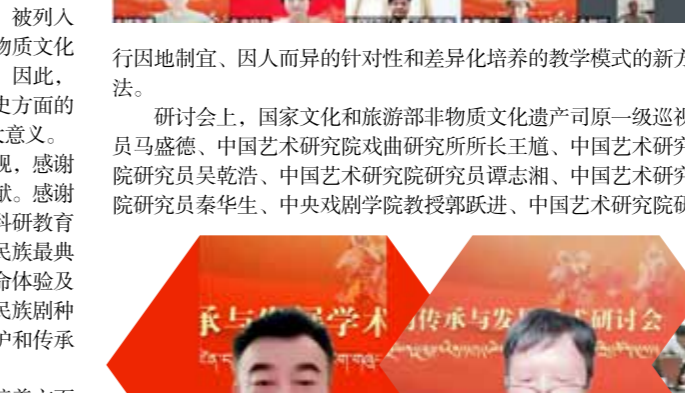 被列入
物质文化
因此，
史方面的
大意义。
观，感谢
献。感谢
科研教育
民族最典
命体验及
民族剧种
护和传承
行因地制宜、因人而异的针对性和差异化培养的教学模式的新方
法。
研讨会上，国家文化和旅游部非物质文化遗产司原一级巡视
员马盛德、中国艺术研究院戏曲研究所所长王馗、中国艺术研究
院研究员吴乾浩、中国艺术研究院研究员谭志湘、中国艺术研究
院研究员秦华生、中央戏剧学院教授郭跃进、中国艺术研究院研
承与发展学术
传承与发 术研讨会